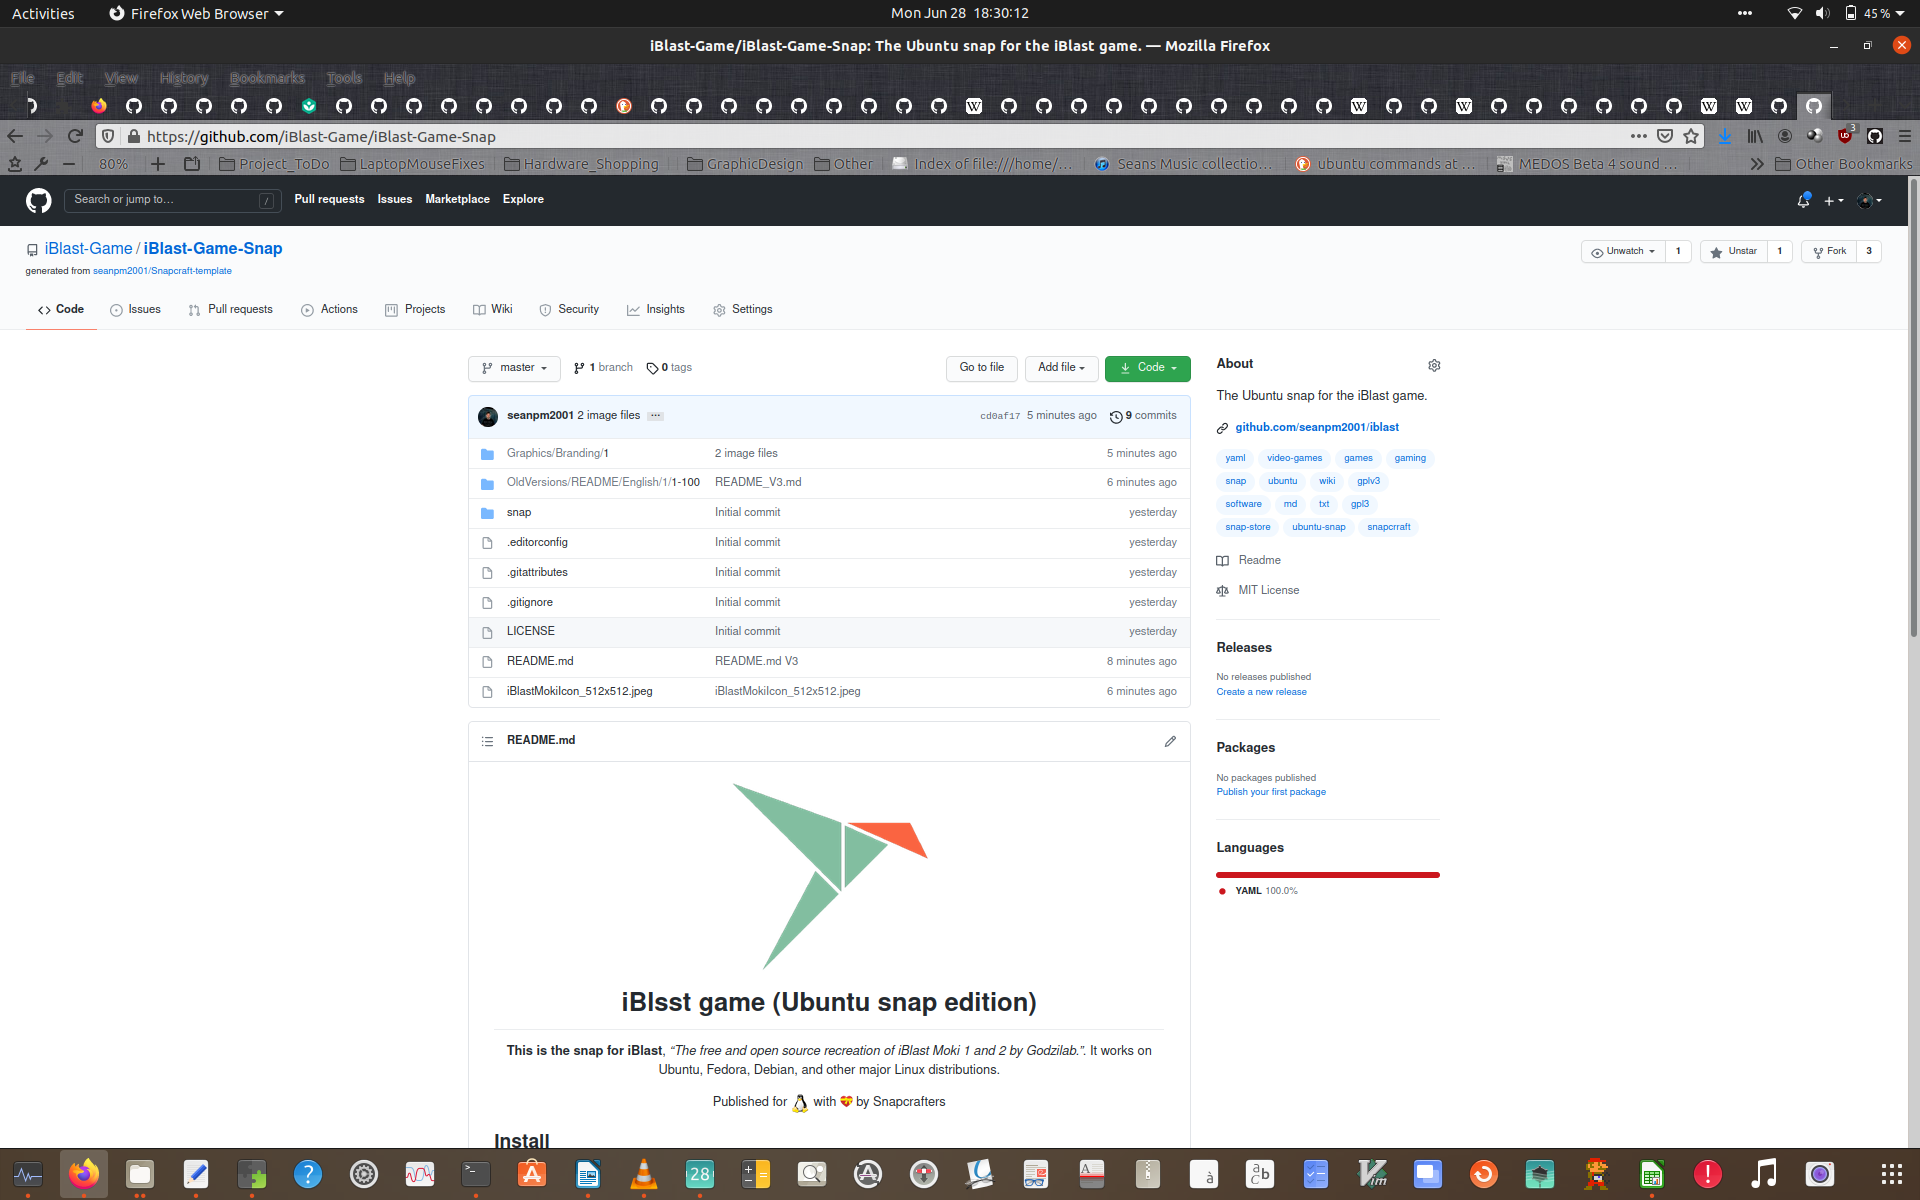 Activities Firefox Web Browser Mon Jun 28 18:30:12 45 %
iBlast-Game/iBlast-Game-Snap: The Ubuntu snap for the iBlast game. — Mozilla Firefox
File Edit View History Bookmarks Tools Help
https://github.com/iBlast-Game/iBlast-Game-Snap 3
80% Project_ToDo LaptopMouseFixes Hardware_Shopping GraphicDesign Other Index of file:///home/... Seans Music collectio... ubuntu commands at ... MEDOS Beta 4 sound ... Other Bookmarks
Search or jump to... / Pull requests Issues Marketplace Explore
iBlast-Game / iBlast-Game-Snap Unwatch 1 Unstar 1 Fork 3
generated from seanpm2001/Snapcraft-template
Code Issues Pull requests Actions Projects Wiki Security Insights Settings
master 1 branch 0 tags Go to file Add file Code
seanpm2001 2 image files ... cd0af17 5 minutes ago 9 commits
Graphics/Branding/1 2 image files 5 minutes ago
OldVersions/README/English/1/1-100 README_V3.md 6 minutes ago
snap Initial commit yesterday
.editorconfig Initial commit yesterday
.gitattributes Initial commit yesterday
.gitignore Initial commit yesterday
LICENSE Initial commit yesterday
README.md README.md V3 8 minutes ago
iBlastMokiIcon_512x512.jpeg iBlastMokiIcon_512x512.jpeg 6 minutes ago
About
The Ubuntu snap for the iBlast game.
github.com/seanpm2001/iblast
yaml video-games games gaming
snap ubuntu wiki gplv3
software md txt gpl3
snap-store ubuntu-snap snapcrraft
Readme
MIT License
Releases
No releases published
Create a new release
Packages
No packages published
Publish your first package
Languages
YAML 100.0%
README.md
iBlsst game (Ubuntu snap edition)
This is the snap for iBlast, “The free and open source recreation of iBlast Moki 1 and 2 by Godzilab.”. It works on
Ubuntu, Fedora, Debian, and other major Linux distributions.
Published for with by Snapcrafters
Install
28